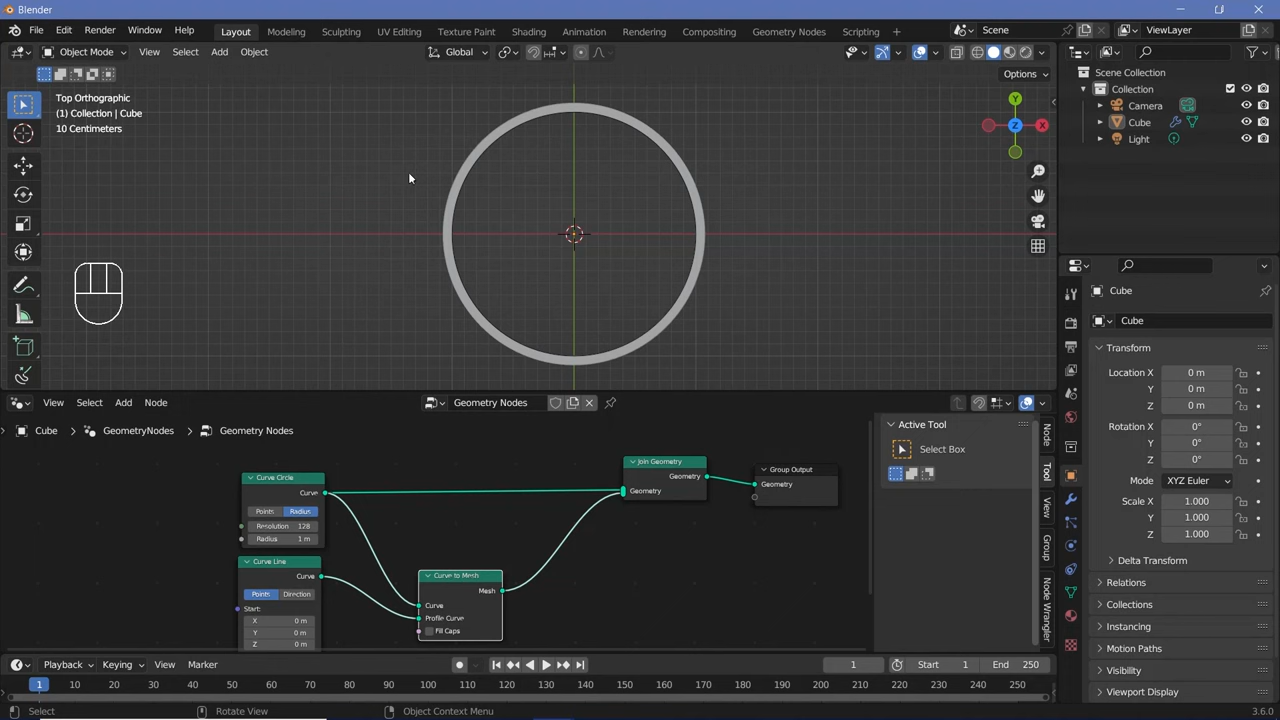 Blender
File Edit Render Window Help Layout Modeling Sculpting UV Editing Texture Paint Shading Animation Rendering Compositing Geometry Nodes Scripting + Scene ViewLayer
Object Mode View Select Add Object Global
Options
Top Orthographic
(1) Collection | Cube
10 Centimeters
Y
Z
X
Scene Collection
Collection
Camera
Cube
Light
Cube
Cube
Transform
Location X 0 m
Y 0 m
Z 0 m
Rotation X 0°
Y 0°
Z 0°
Mode XYZ Euler
Scale X 1.000
Y 1.000
Z 1.000
Delta Transform
Relations
Collections
Instancing
Motion Paths
Visibility
Viewport Display
View Select Add Node Geometry Nodes
Cube GeometryNodes Geometry Nodes
Curve Circle
Curve
Points Radius
Resolution 128
Radius 1 m
Curve Line
Curve
Points Direction
Start:
X 0 m
Y 0 m
Z 0 m
Curve to Mesh
Mesh
Curve
Profile Curve
Fill Caps
Join Geometry
Geometry
Geometry
Group Output
Geometry
Active Tool
Select Box
Node
Tool
View
Group
Node Wrangler
Playback Keying View Marker 1 Start 1 End 250
1 10 20 30 40 50 60 70 80 90 100 110 120 130 140 150 160 170 180 190 200 210 220 230 240 250
Select Rotate View Object Context Menu 3.6.0